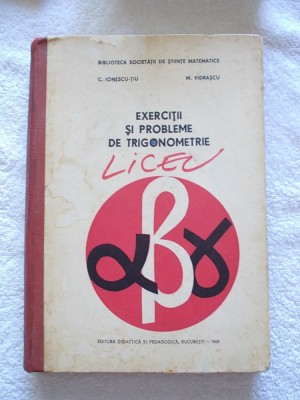 BIBLIOTECA SOCIETĂȚII DE ȘTIINȚE MATEMATICE
C. IONESCU-ȚIU M. VIDRAȘCU
EXERCIȚII
ȘI PROBLEME
DE TRIGONOMETRIE
LICEU
β
α γ
EDITURA DIDACTICĂ ȘI PEDAGOGICĂ, BUCUREȘTI – 1969